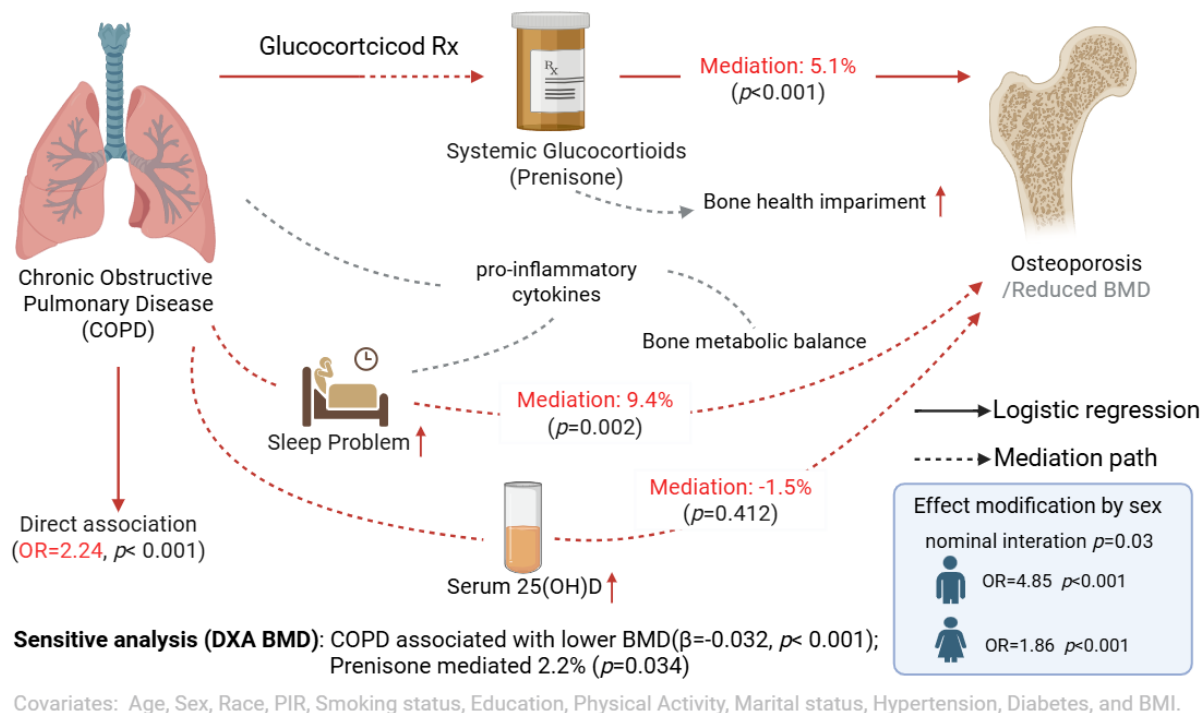 Glucocortcicod Rx
Rx
Mediation: 5.1%
(p<0.001)
Systemic Glucocortioids
(Prenisone)
Bone health impariment
Chronic Obstructive
Pulmonary Disease
(COPD)
pro-inflammatory
cytokines
Osteoporosis
/Reduced BMD
Bone metabolic balance
Mediation: 9.4%
(p=0.002)
Sleep Problem
Logistic regression
Mediation path
Mediation: -1.5%
(p=0.412)
Direct association
(OR=2.24, p< 0.001)
Serum 25(OH)D
Effect modification by sex
nominal interation p=0.03
OR=4.85 p<0.001
OR=1.86 p<0.001
Sensitive analysis (DXA BMD): COPD associated with lower BMD(β=-0.032, p< 0.001);
Prenisone mediated 2.2% (p=0.034)
Covariates: Age, Sex, Race, PIR, Smoking status, Education, Physical Activity, Marital status, Hypertension, Diabetes, and BMI.